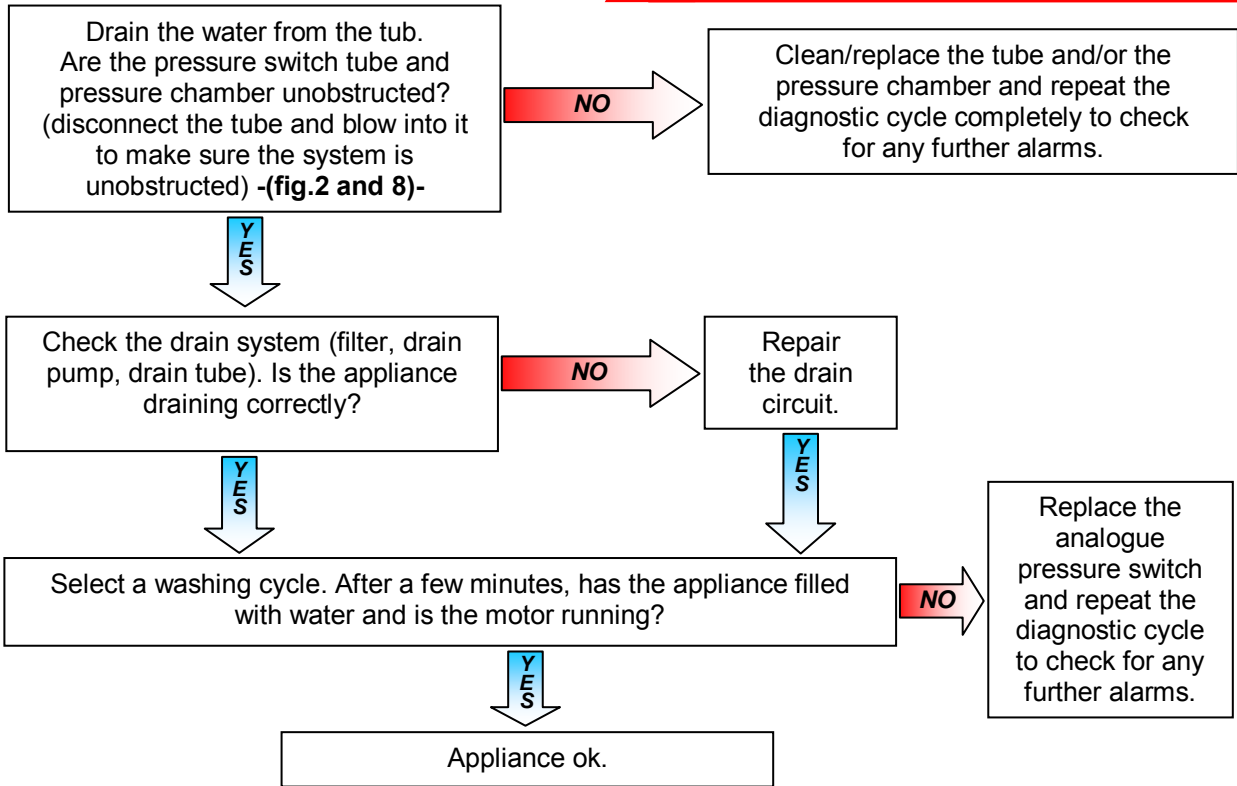 Drain the water from the tub.
Are the pressure switch tube and
pressure chamber unobstructed?
(disconnect the tube and blow into it
to make sure the system is
unobstructed) -(fig.2 and 8)-
NO
Clean/replace the tube and/or the
pressure chamber and repeat the
diagnostic cycle completely to check
for any further alarms.
YES
Check the drain system (filter, drain
pump, drain tube). Is the appliance
draining correctly?
NO
Repair
the drain
circuit.
YES
YES
Select a washing cycle. After a few minutes, has the appliance filled
with water and is the motor running?
NO
Replace the
analogue
pressure switch
and repeat the
diagnostic cycle
to check for any
further alarms.
YES
Appliance ok.